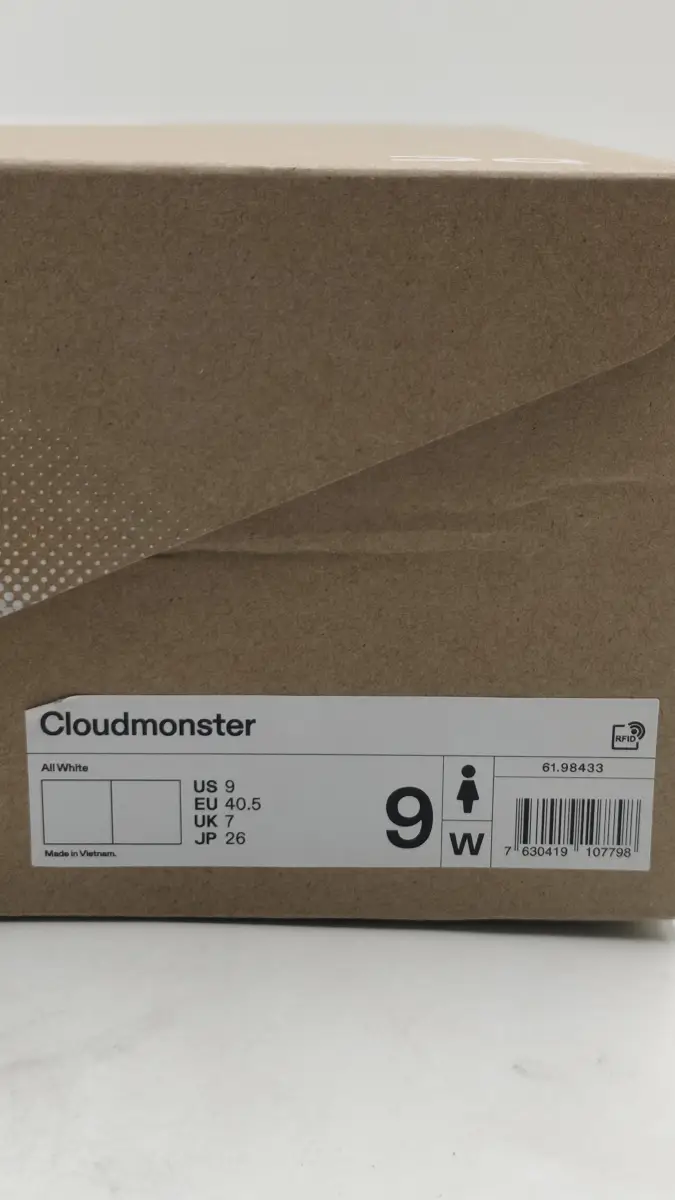 Cloudmonster
RFID
All White
US 9
EU 40.5
UK 7
JP 26
Made in Vietnam.
9
W
61.98433
7 630419 107798